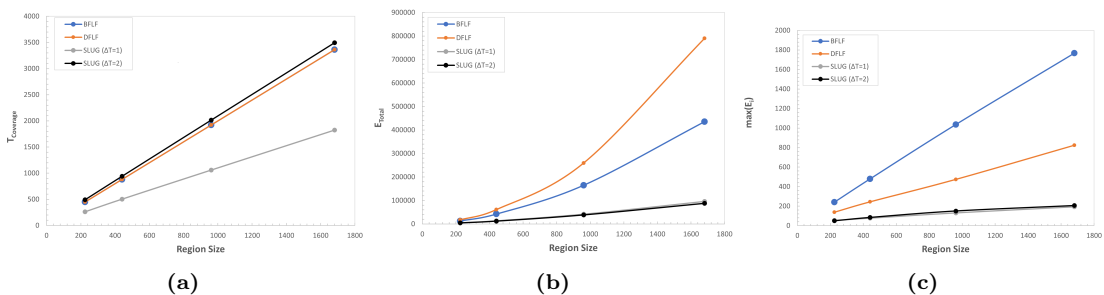 4000
3500
3000
2500
2000
1500
1000
500
0
T_Coverage
BFLF
DFLF
SLUG (ΔT=1)
SLUG (ΔT=2)
0 200 400 600 800 1000 1200 1400 1600 1800
Region Size
(a)
900000
800000
700000
600000
500000
400000
300000
200000
100000
0
E_Total
BFLF
DFLF
SLUG (ΔT=1)
SLUG (ΔT=2)
0 200 400 600 800 1000 1200 1400 1600 1800
Region Size
(b)
2000
1800
1600
1400
1200
1000
800
600
400
200
0
max(E_i)
BFLF
DFLF
SLUG (ΔT=1)
SLUG (ΔT=2)
0 200 400 600 800 1000 1200 1400 1600 1800
Region Size
(c)